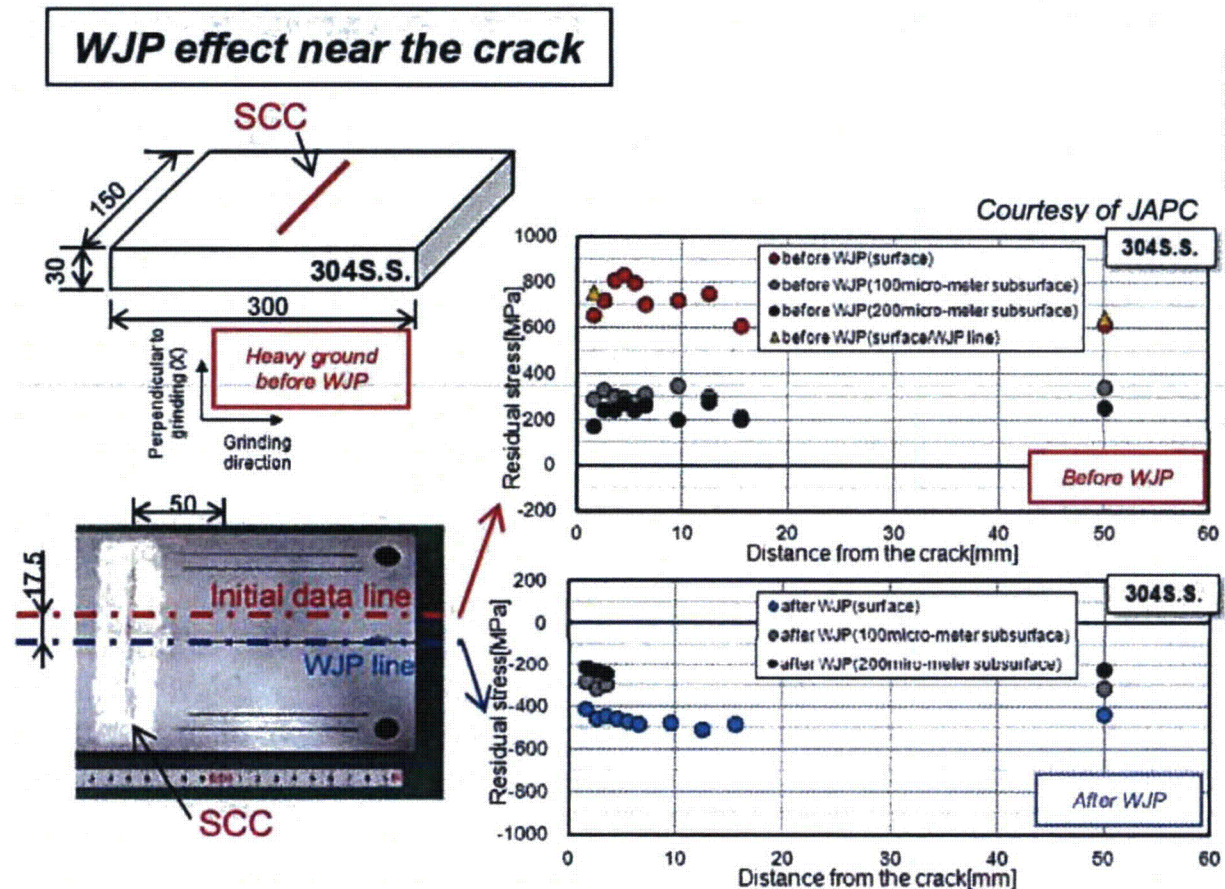 WJP effect near the crack
SCC
150
30
304S.S.
300
Perpendicular to
grinding (X)
Heavy ground
before WJP
Grinding
direction
50
17.5
Initial data line
WJP line
SCC
Courtesy of JAPC
304S.S.
before WJP(surface)
before WJP(100micro-meter subsurface)
before WJP(200micro-meter subsurface)
before WJP(surface/WJP line)
Before WJP
Residual stress[MPa]
1000
800
600
400
200
0
-200
0 10 20 30 40 50 60
Distance from the crack[mm]
304S.S.
after WJP(surface)
after WJP(100micro-meter subsurface)
after WJP(200miro-meter subsurface)
After WJP
Residual stress[MPa]
200
0
-200
-400
-600
-800
-1000
0 10 20 30 40 50 60
Distance from the crack[mm]